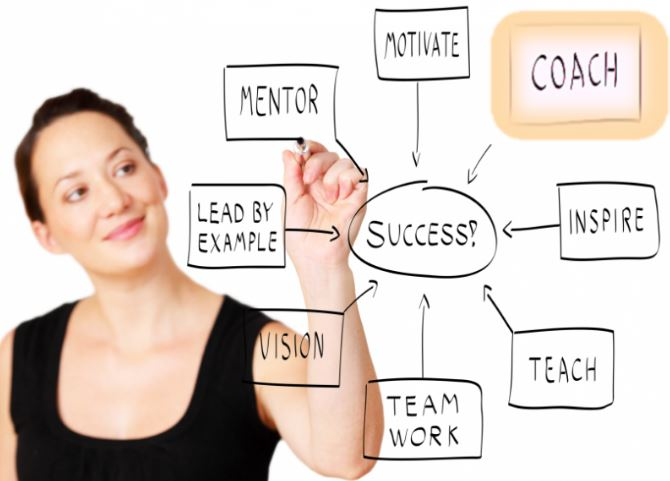 MOTIVATE
COACH
MENTOR
LEAD BY
EXAMPLE
SUCCESS!
INSPIRE
VISION
TEAM
WORK
TEACH